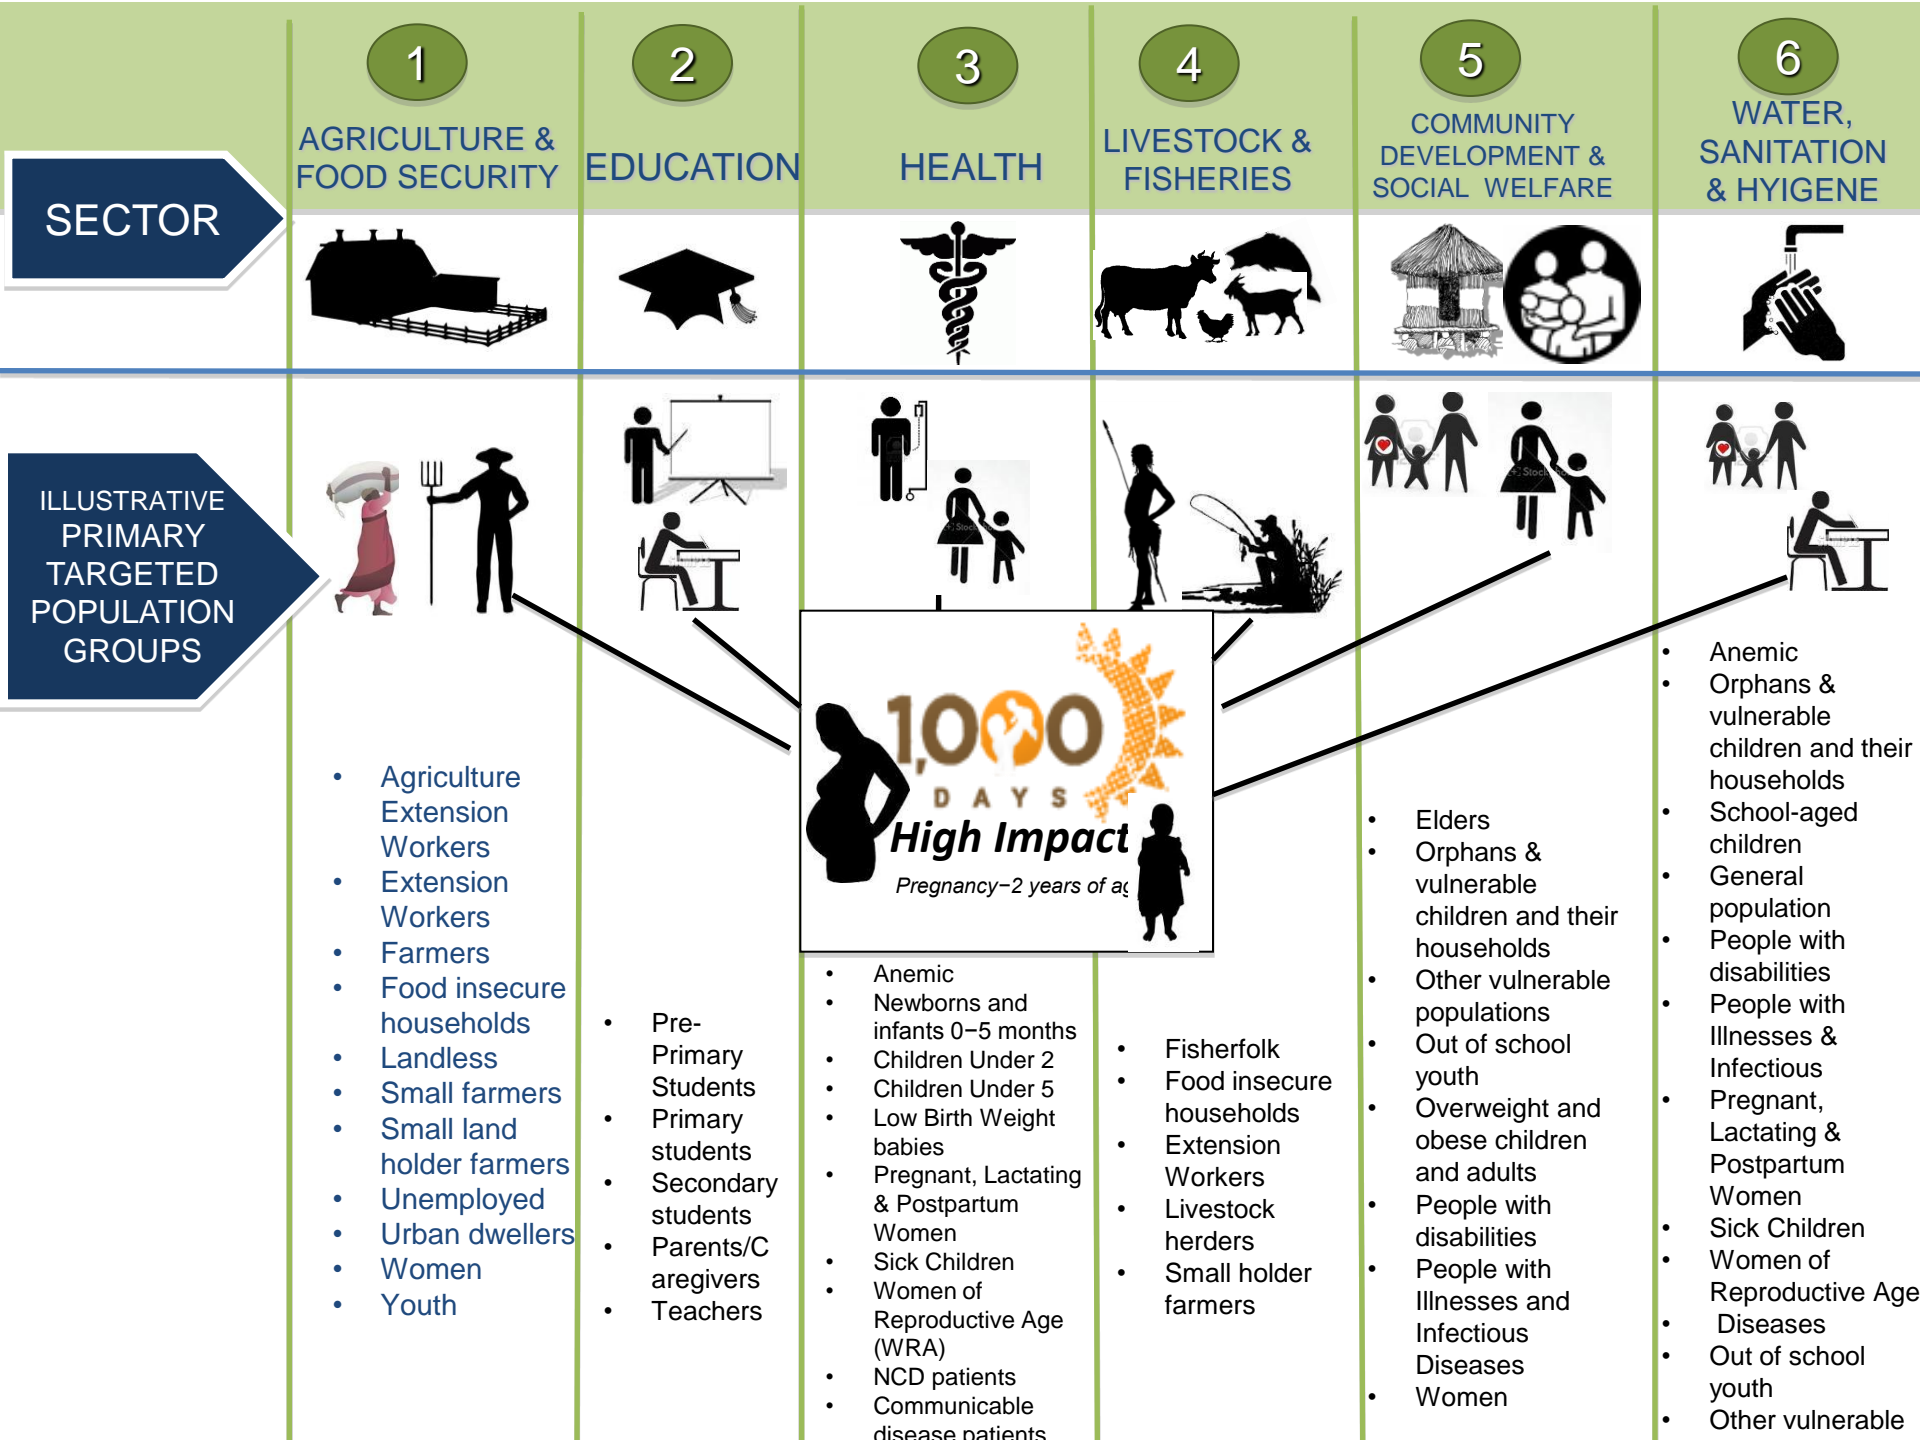 1
2
3
4
5
6
AGRICULTURE &
FOOD SECURITY
EDUCATION
HEALTH
LIVESTOCK &
FISHERIES
COMMUNITY
DEVELOPMENT &
SOCIAL WELFARE
WATER,
SANITATION
& HYIGENE
SECTOR
ILLUSTRATIVE
PRIMARY
TARGETED
POPULATION
GROUPS
1,000
DAYS
High Impact
Pregnancy–2 years of ag
• Agriculture
Extension
Workers
• Extension
Workers
• Farmers
• Food insecure
households
• Landless
• Small farmers
• Small land
holder farmers
• Unemployed
• Urban dwellers
• Women
• Youth
• Pre-
Primary
Students
• Primary
students
• Secondary
students
• Parents/C
aregivers
• Teachers
• Anemic
• Newborns and
infants 0–5 months
• Children Under 2
• Children Under 5
• Low Birth Weight
babies
• Pregnant, Lactating
& Postpartum
Women
• Sick Children
• Women of
Reproductive Age
(WRA)
• NCD patients
• Communicable
disease patients
• Fisherfolk
• Food insecure
households
• Extension
Workers
• Livestock
herders
• Small holder
farmers
• Elders
• Orphans &
vulnerable
children and their
households
• Other vulnerable
populations
• Out of school
youth
• Overweight and
obese children
and adults
• People with
disabilities
• People with
Illnesses and
Infectious
Diseases
• Women
• Anemic
• Orphans &
vulnerable
children and their
households
• School-aged
children
• General
population
• People with
disabilities
• People with
Illnesses &
Infectious
• Pregnant,
Lactating &
Postpartum
Women
• Sick Children
• Women of
Reproductive Age
• Diseases
• Out of school
youth
• Other vulnerable